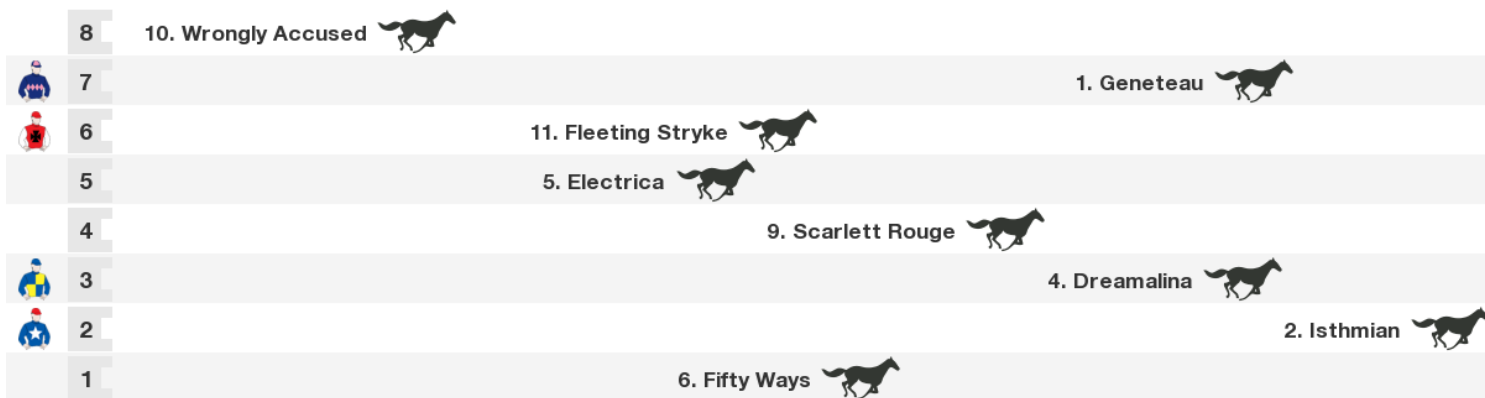 8 10. Wrongly Accused
7 1. Geneteau
6 11. Fleeting Stryke
5 5. Electrica
4 9. Scarlett Rouge
3 4. Dreamalina
2 2. Isthmian
1 6. Fifty Ways